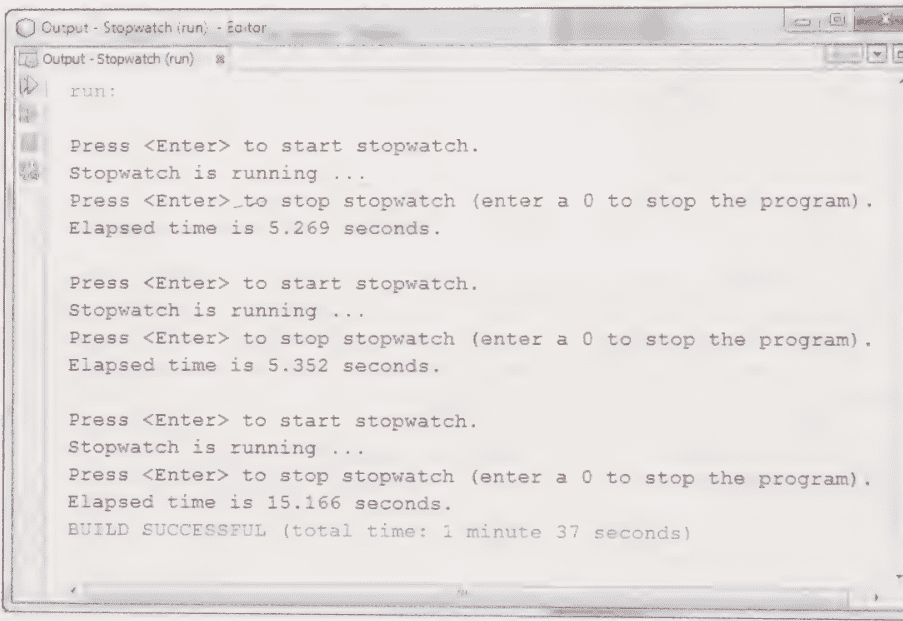 Output - Stopwatch (run) - Editor
Output - Stopwatch (run)
run:
Press <Enter> to start stopwatch.
Stopwatch is running ...
Press <Enter> to stop stopwatch (enter a 0 to stop the program).
Elapsed time is 5.269 seconds.
Press <Enter> to start stopwatch.
Stopwatch is running ...
Press <Enter> to stop stopwatch (enter a 0 to stop the program).
Elapsed time is 5.352 seconds.
Press <Enter> to start stopwatch.
Stopwatch is running ...
Press <Enter> to stop stopwatch (enter a 0 to stop the program).
Elapsed time is 15.166 seconds.
BUILD SUCCESSFUL (total time: 1 minute 37 seconds)